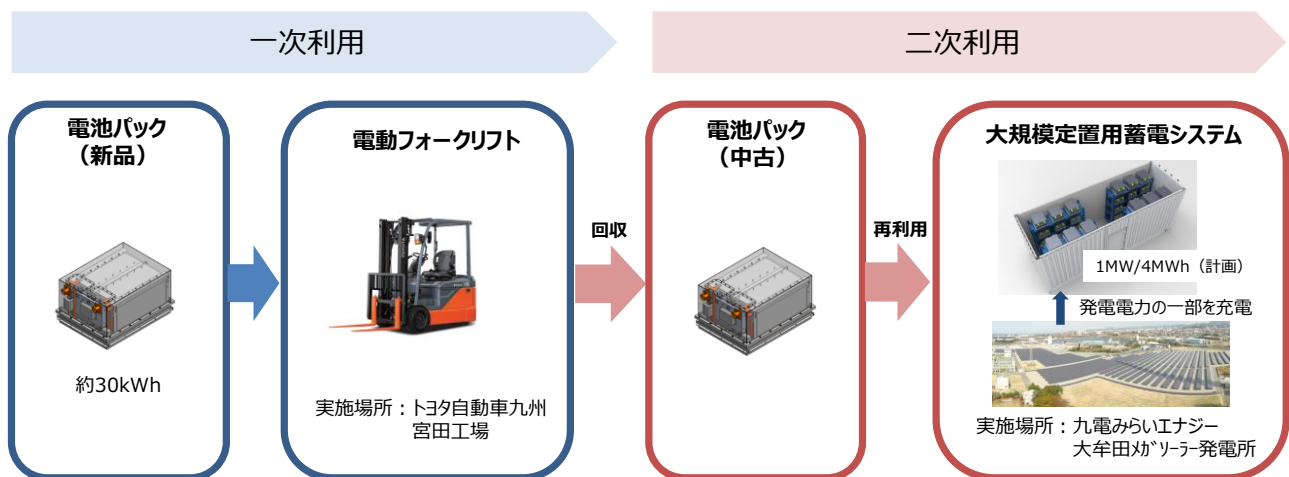 一次利用
二次利用
電池パック
（新品）
約30kWh
電動フォークリフト
実施場所：トヨタ自動車九州
宮田工場
回収
電池パック
（中古）
再利用
大規模定置用蓄電システム
1MW/4MWh（計画）
発電電力の一部を充電
実施場所：九電みらいエナジー
大牟田ﾒｶﾞｿｰﾗｰ発電所